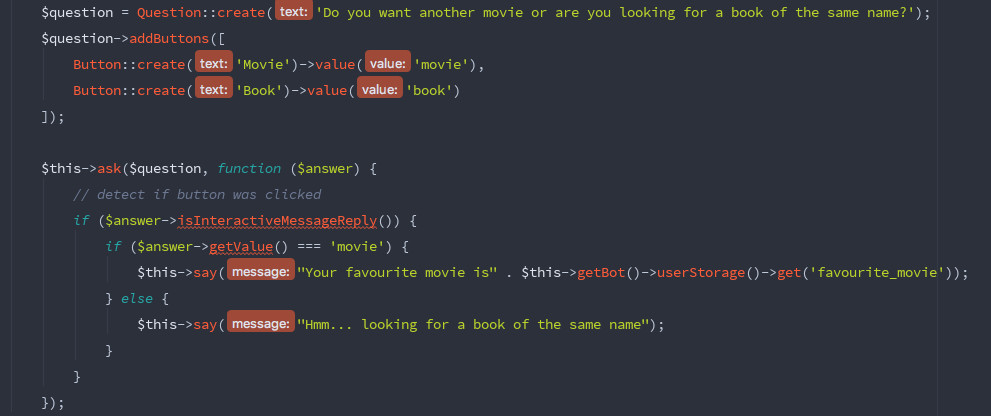 $question = Question::create( text: 'Do you want another movie or are you looking for a book of the same name?');
$question->addButtons([
    Button::create( text: 'Movie')->value( value: 'movie'),
    Button::create( text: 'Book')->value( value: 'book')
]);

$this->ask($question, function ($answer) {
    // detect if button was clicked
    if ($answer->isInteractiveMessageReply()) {
        if ($answer->getValue() === 'movie') {
            $this->say( message: "Your favourite movie is" . $this->getBot()->userStorage()->get('favourite_movie'));
        } else {
            $this->say( message: "Hmm... looking for a book of the same name");
        }
    }
});